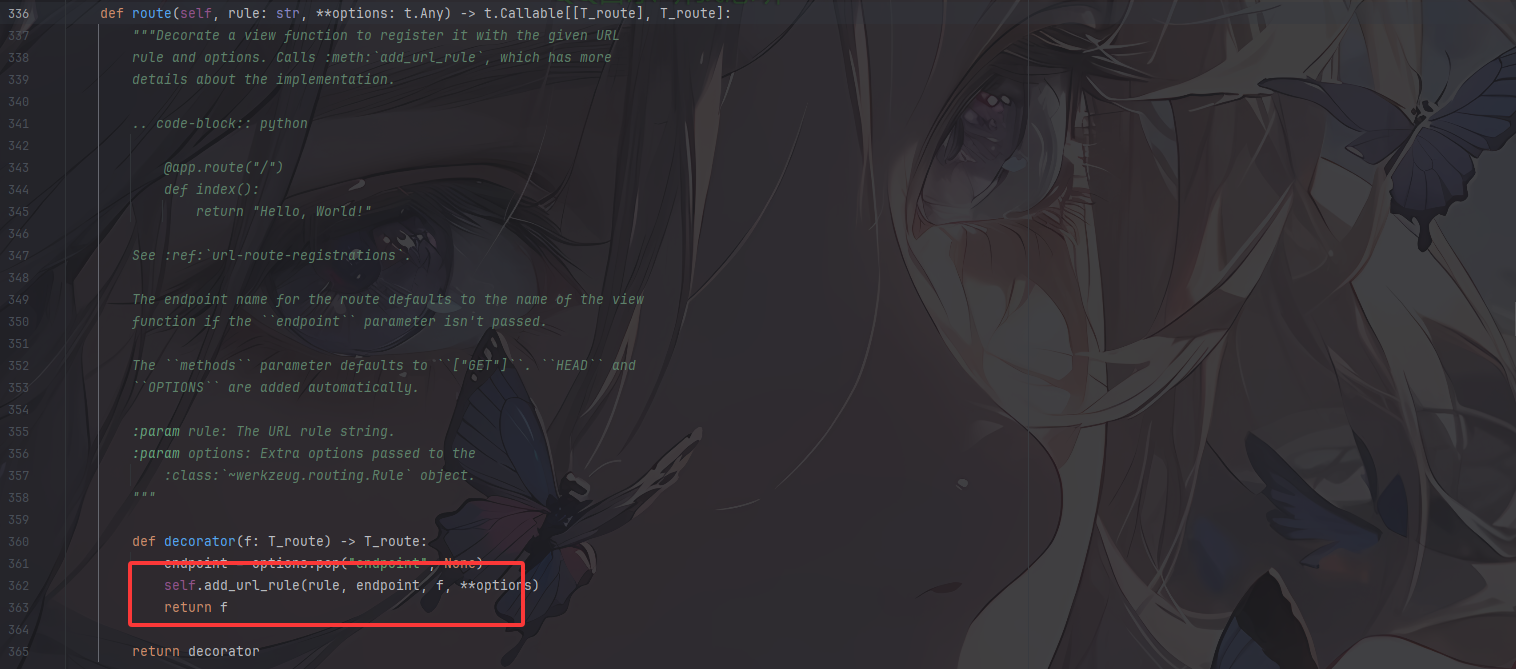 336 def route(self, rule: str, **options: t.Any) -> t.Callable[[T_route], T_route]:
337 """Decorate a view function to register it with the given URL
338 rule and options. Calls :meth:`add_url_rule`, which has more
339 details about the implementation.
340
341 .. code-block:: python
342
343 @app.route("/")
344 def index():
345 return "Hello, World!"
346
347 See :ref:`url-route-registrations`.
348
349 The endpoint name for the route defaults to the name of the view
350 function if the ``endpoint`` parameter isn't passed.
351
352 The ``methods`` parameter defaults to ``["GET"]``. ``HEAD`` and
353 ``OPTIONS`` are added automatically.
354
355 :param rule: The URL rule string.
356 :param options: Extra options passed to the
357 :class:`~werkzeug.routing.Rule` object.
358 """
359
360 def decorator(f: T_route) -> T_route:
361 endpoint = options.pop("endpoint", None)
362 self.add_url_rule(rule, endpoint, f, **options)
363 return f
364
365 return decorator